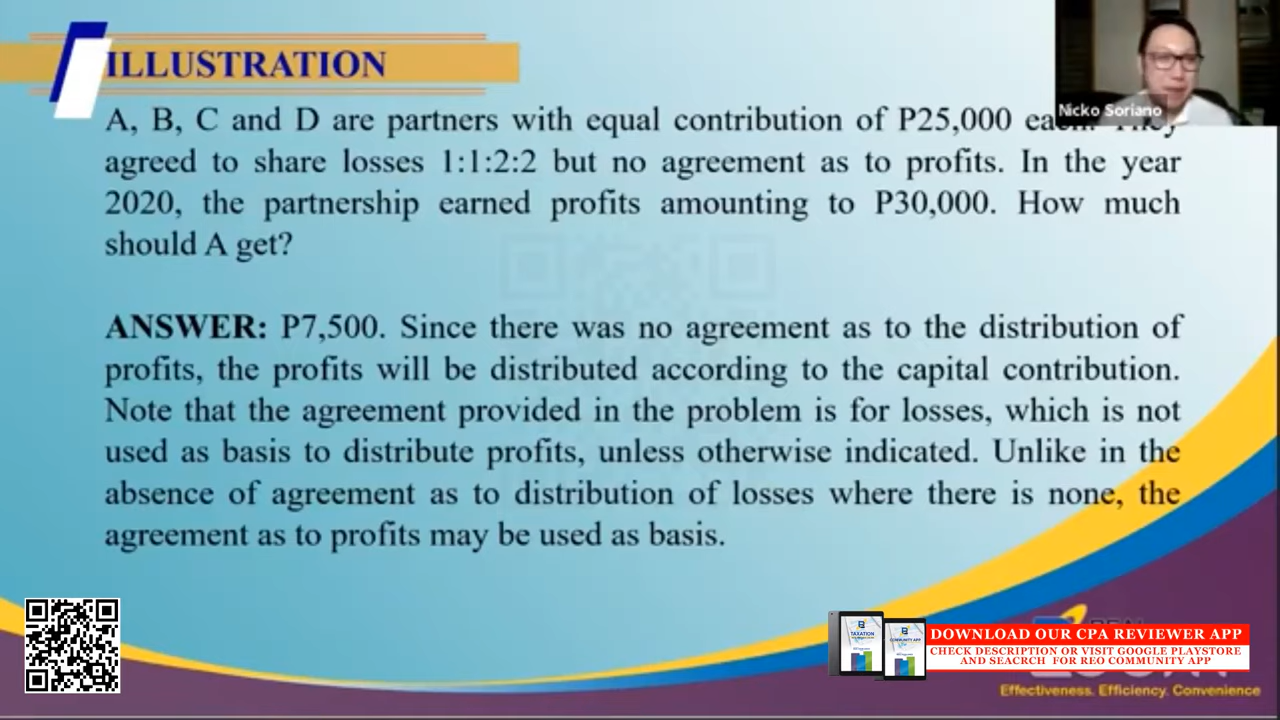 ILLUSTRATION
Nicko Soriano
A, B, C and D are partners with equal contribution of P25,000 each. They
agreed to share losses 1:1:2:2 but no agreement as to profits. In the year
2020, the partnership earned profits amounting to P30,000. How much
should A get?
ANSWER: P7,500. Since there was no agreement as to the distribution of
profits, the profits will be distributed according to the capital contribution.
Note that the agreement provided in the problem is for losses, which is not
used as basis to distribute profits, unless otherwise indicated. Unlike in the
absence of agreement as to distribution of losses where there is none, the
agreement as to profits may be used as basis.
TAXATION
COMMUNITY APP
DOWNLOAD OUR CPA REVIEWER APP
CHECK DESCRIPTION OR VISIT GOOGLE PLAYSTORE
AND SEACRCH FOR REO COMMUNITY APP
Effectiveness. Efficiency. Convenience